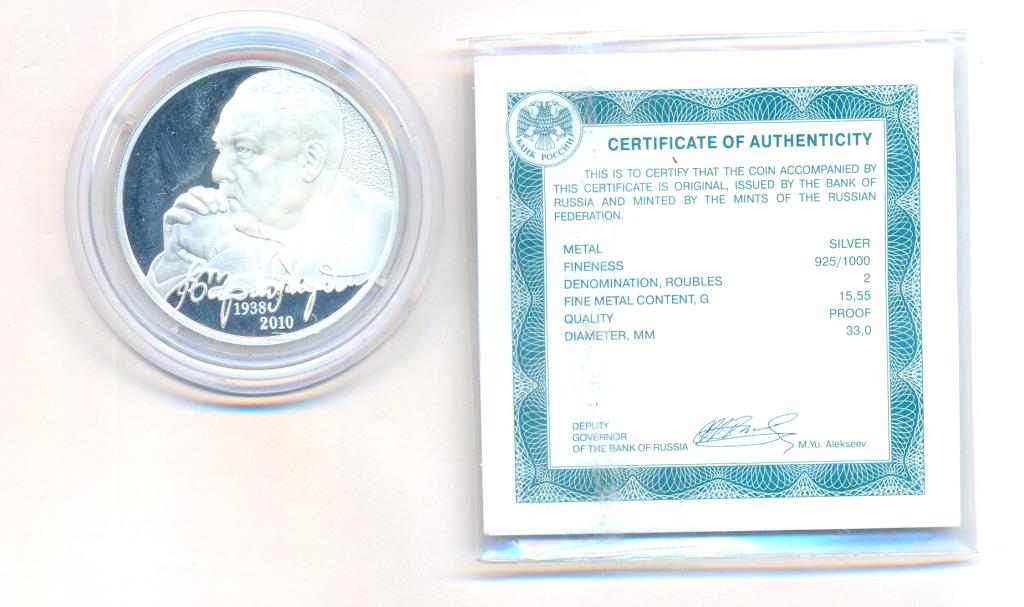 1938
2010
БАНК РОССИИ
CERTIFICATE OF AUTHENTICITY
THIS IS TO CERTIFY THAT THE COIN ACCOMPANIED BY
THIS CERTIFICATE IS ORIGINAL, ISSUED BY THE BANK OF
RUSSIA AND MINTED BY THE MINTS OF THE RUSSIAN
FEDERATION.
METAL SILVER
FINENESS 925/1000
DENOMINATION, ROUBLES 2
FINE METAL CONTENT, G 15,55
QUALITY PROOF
DIAMETER, MM 33,0
DEPUTY
GOVERNOR
OF THE BANK OF RUSSIA M.Yu. Alekseev